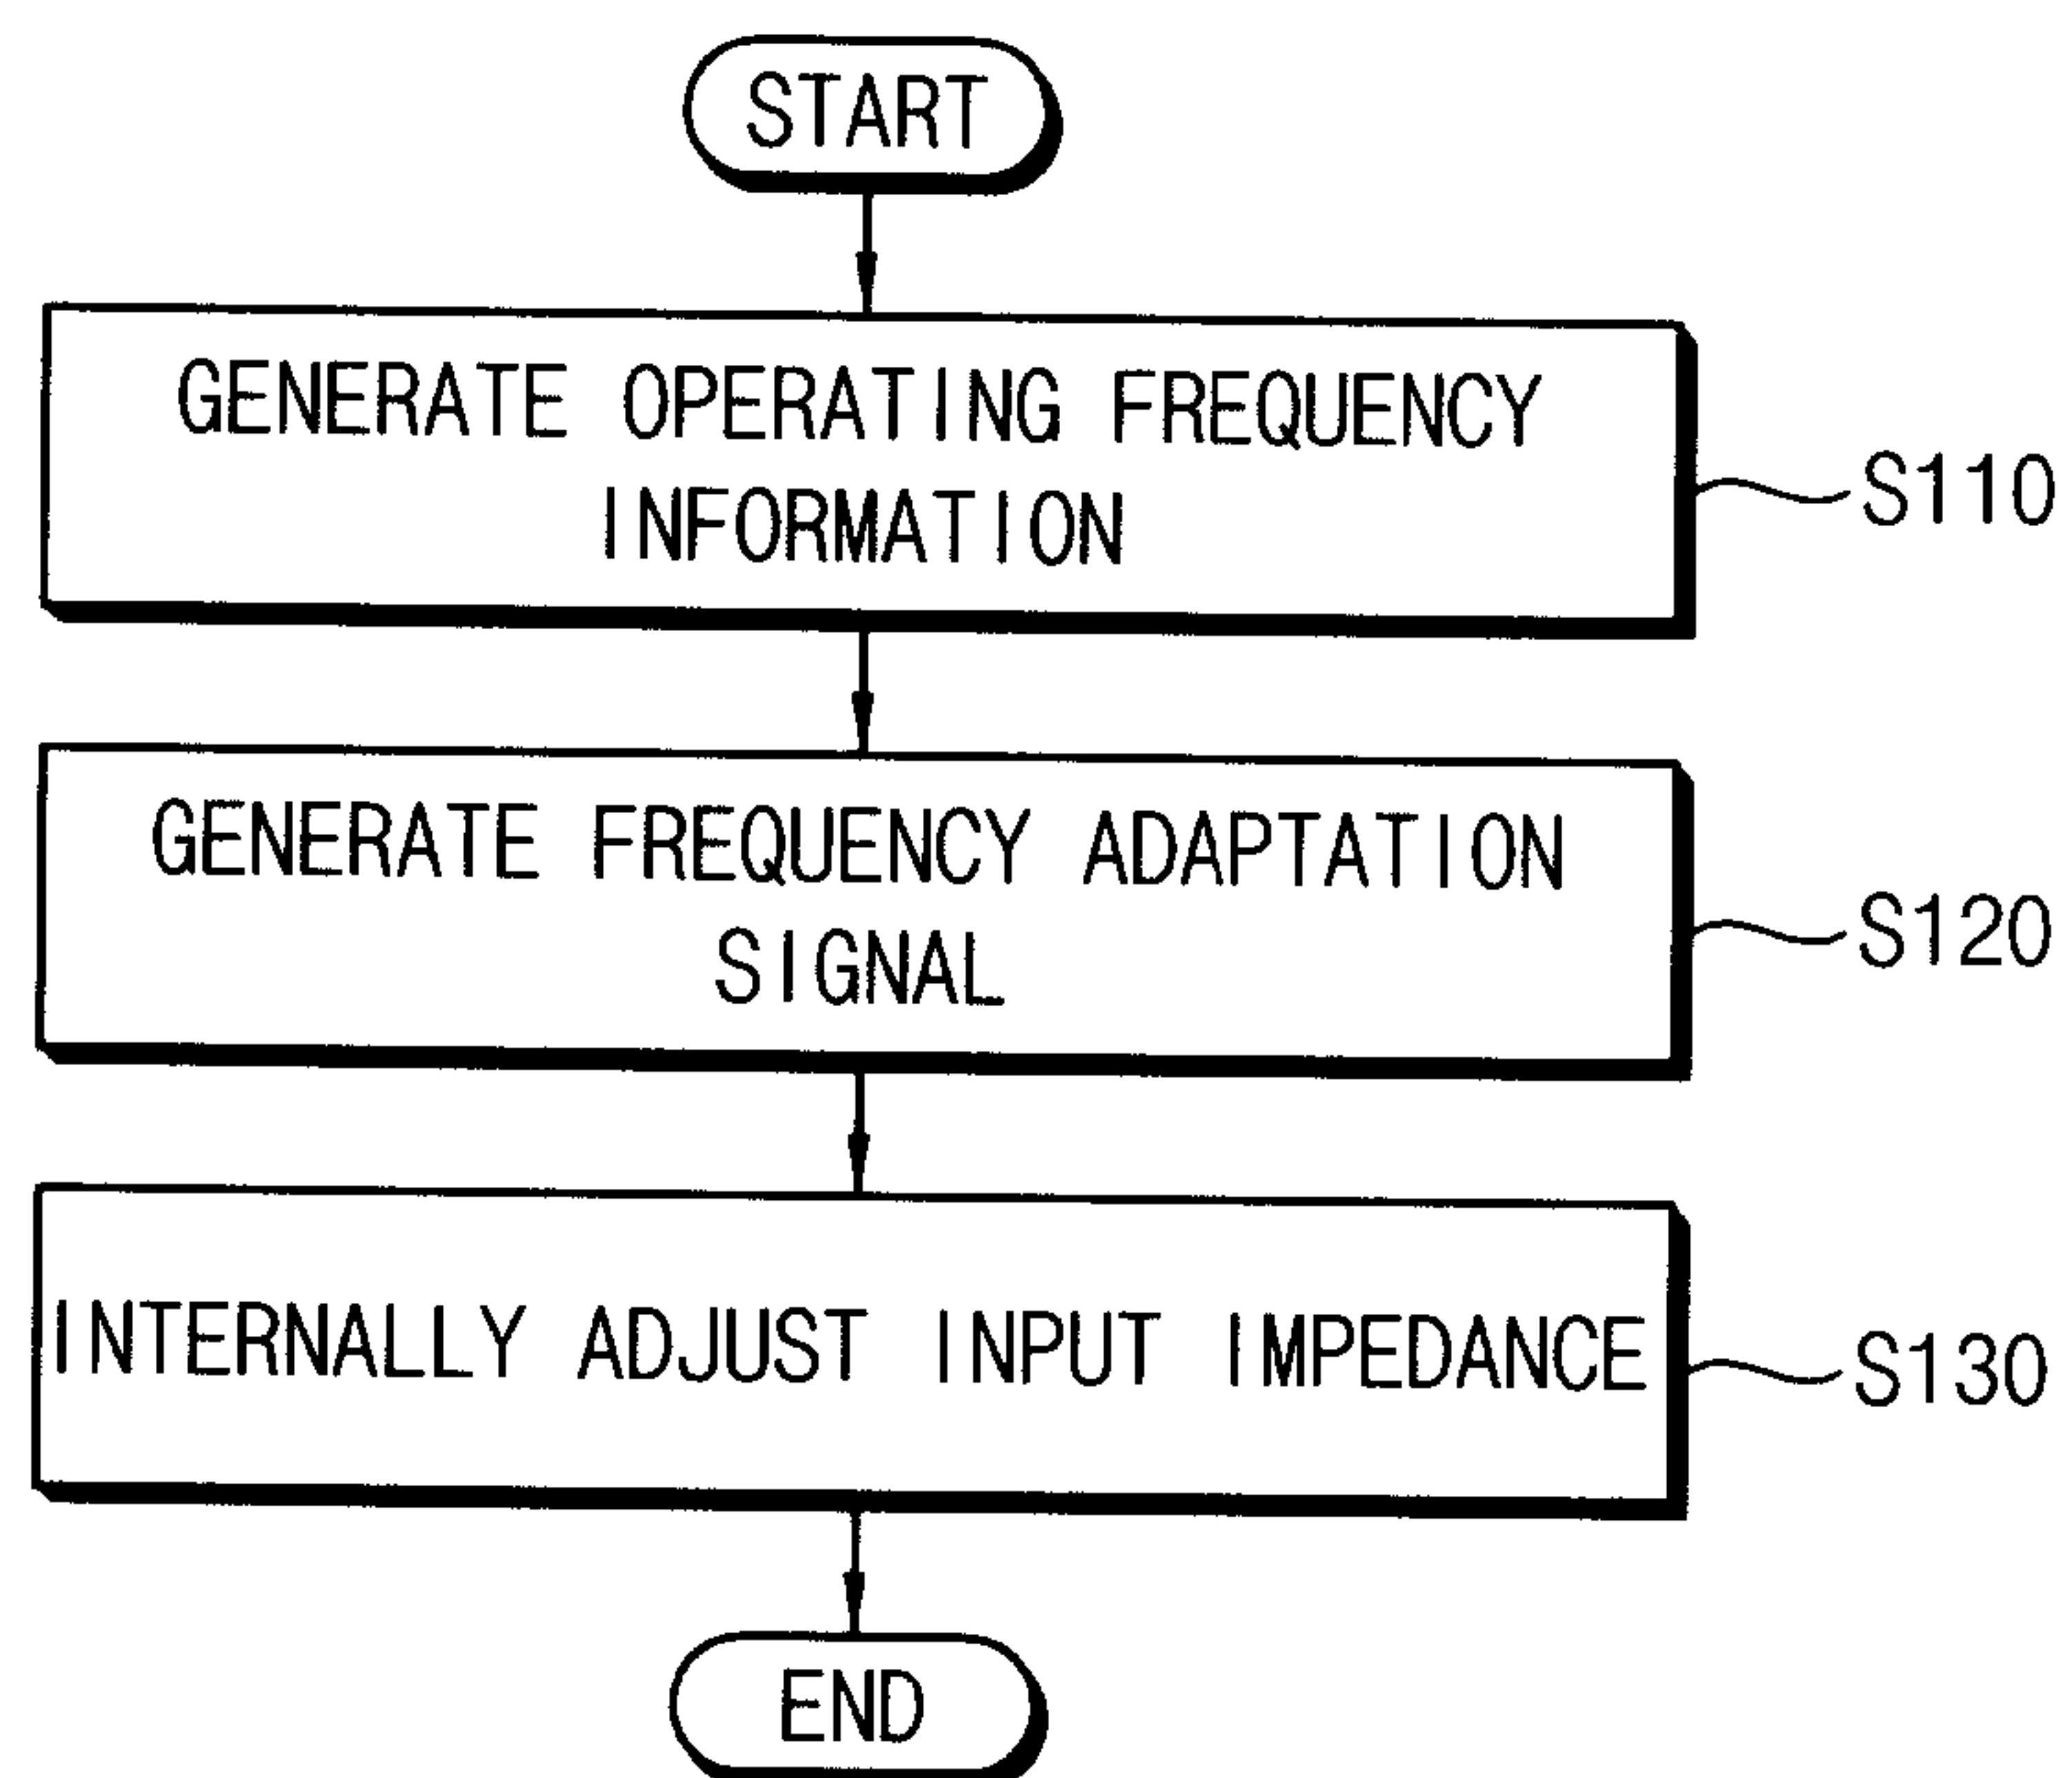 START
GENERATE OPERATING FREQUENCY
INFORMATION
S110
GENERATE FREQUENCY ADAPTATION
SIGNAL
S120
INTERNALLY ADJUST INPUT IMPEDANCE
S130
END